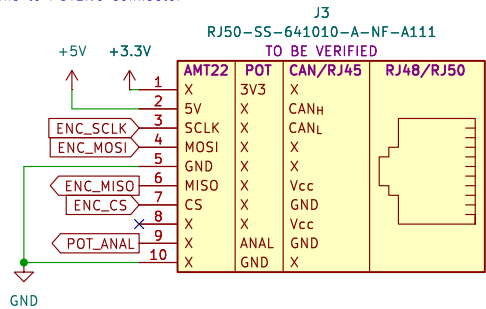 J3
RJ50-SS-641010-A-NF-A111
TO BE VERIFIED
+5V +3.3V
AMT22 POT CAN/RJ45 RJ48/RJ50
1 X 3V3 X
2 5V X CANH
ENC_SCLK 3 SCLK X CANL
ENC_MOSI 4 MOSI X X
5 GND X X
ENC_MISO 6 MISO X Vcc
ENC_CS 7 CS X GND
8 X X Vcc
POT_ANAL 9 X ANAL GND
10 X GND X
GND